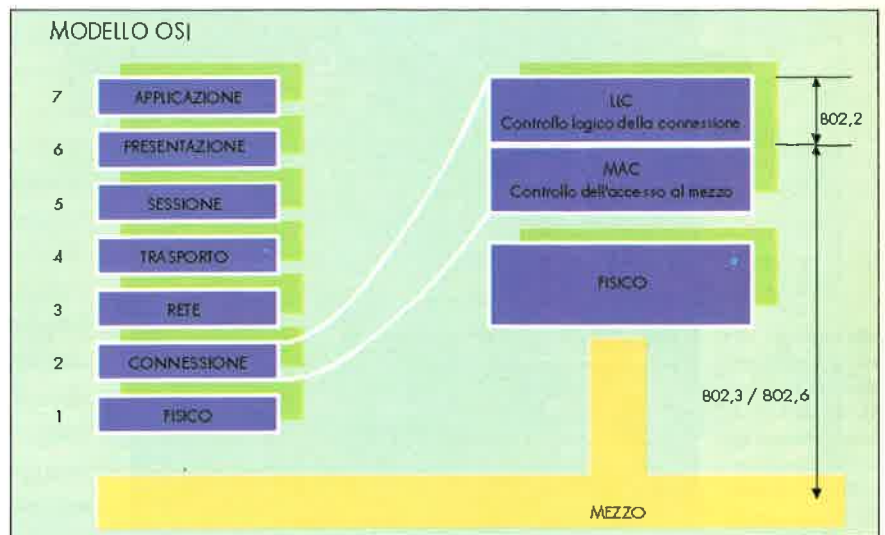 MODELLO OSI
7 APPLICAZIONE
6 PRESENTAZIONE
5 SESSIONE
4 TRASPORTO
3 RETE
2 CONNESSIONE
1 FISICO
LLC
Controllo logico della connessione
MAC
Controllo dell'accesso al mezzo
FISICO
802,2
802,3 / 802,6
MEZZO